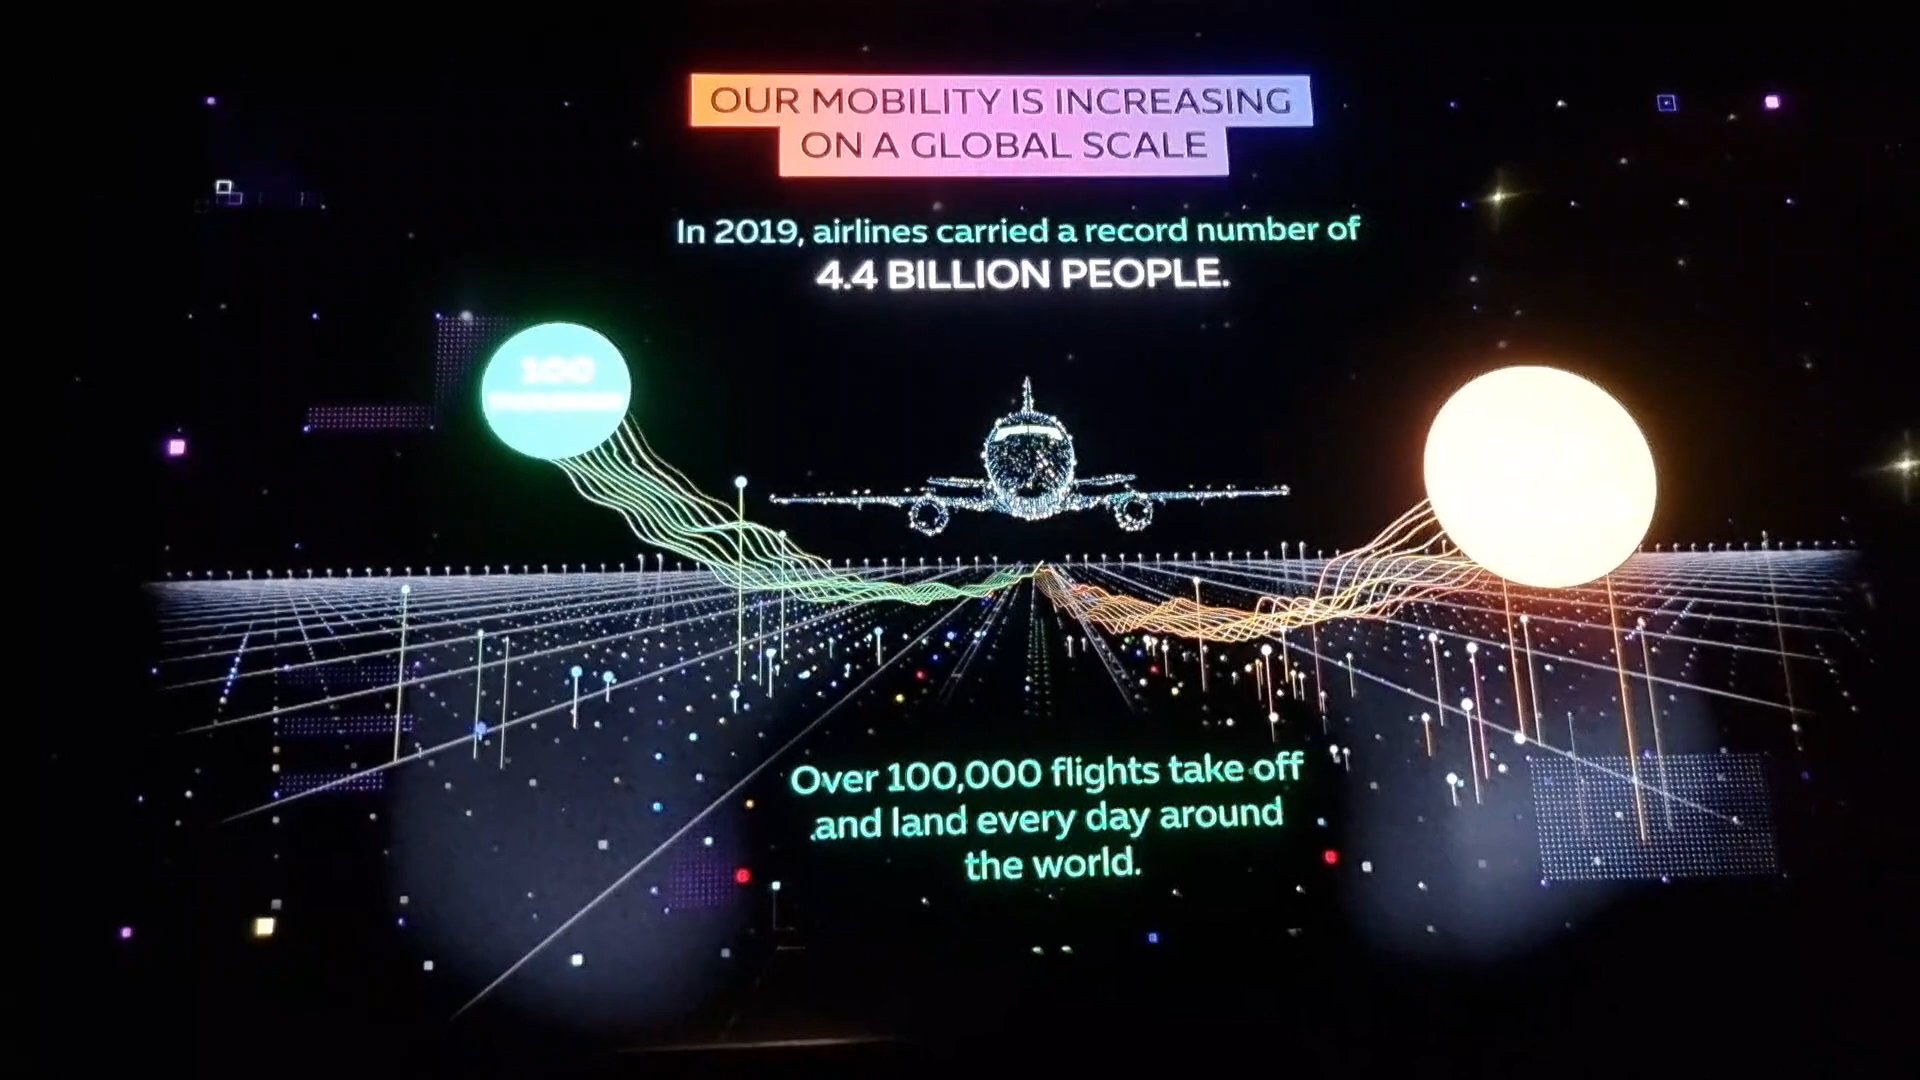 OUR MOBILITY IS INCREASING
ON A GLOBAL SCALE
In 2019, airlines carried a record number of
4.4 BILLION PEOPLE.
100
Over 100,000 flights take off
and land every day around
the world.